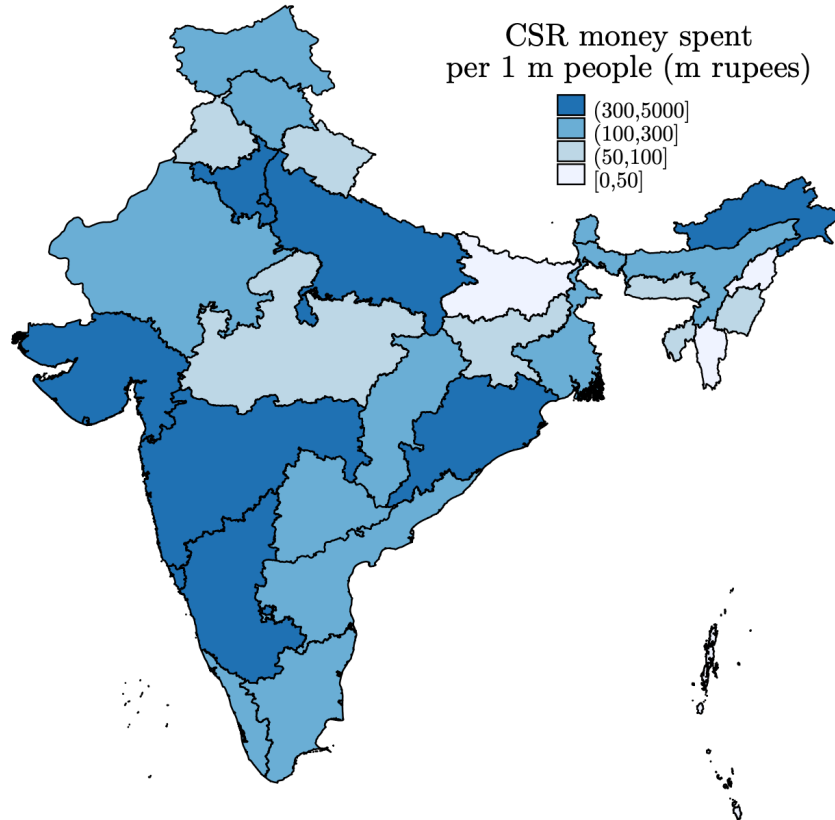 CSR money spent
per 1 m people (m rupees)
(300,5000]
(100,300]
(50,100]
[0,50]